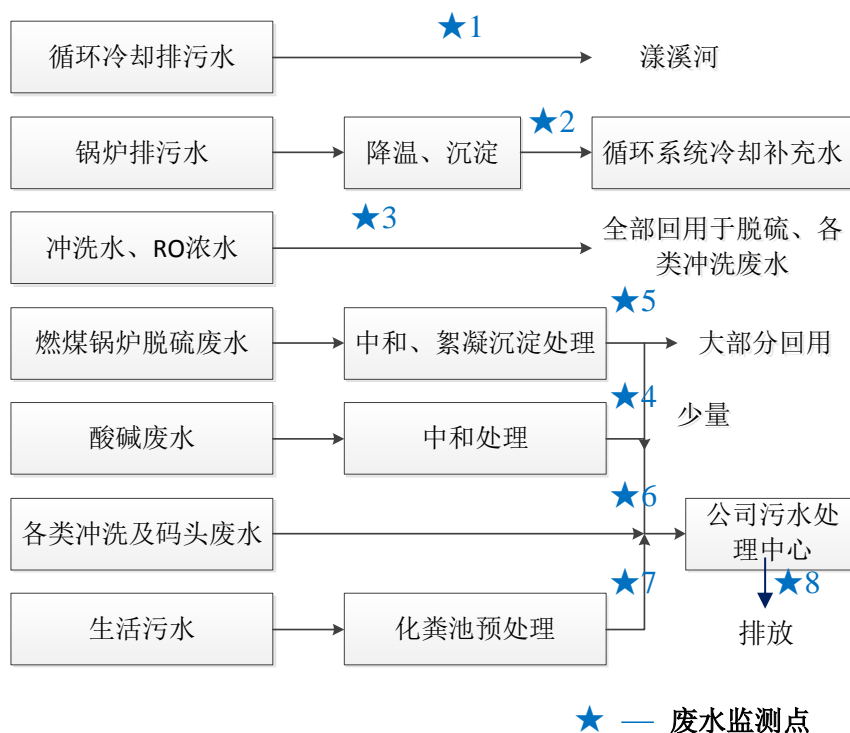 ★1
循环冷却排污水
漾溪河
★2
锅炉排污水
降温、沉淀
循环系统冷却补充水
★3
冲洗水、RO浓水
全部回用于脱硫、各
类冲洗废水
★5
燃煤锅炉脱硫废水
中和、絮凝沉淀处理
大部分回用
★4
少量
酸碱废水
中和处理
★6
各类冲洗及码头废水
公司污水处
理中心
★7
★8
生活污水
化粪池预处理
排放
★ — 废水监测点